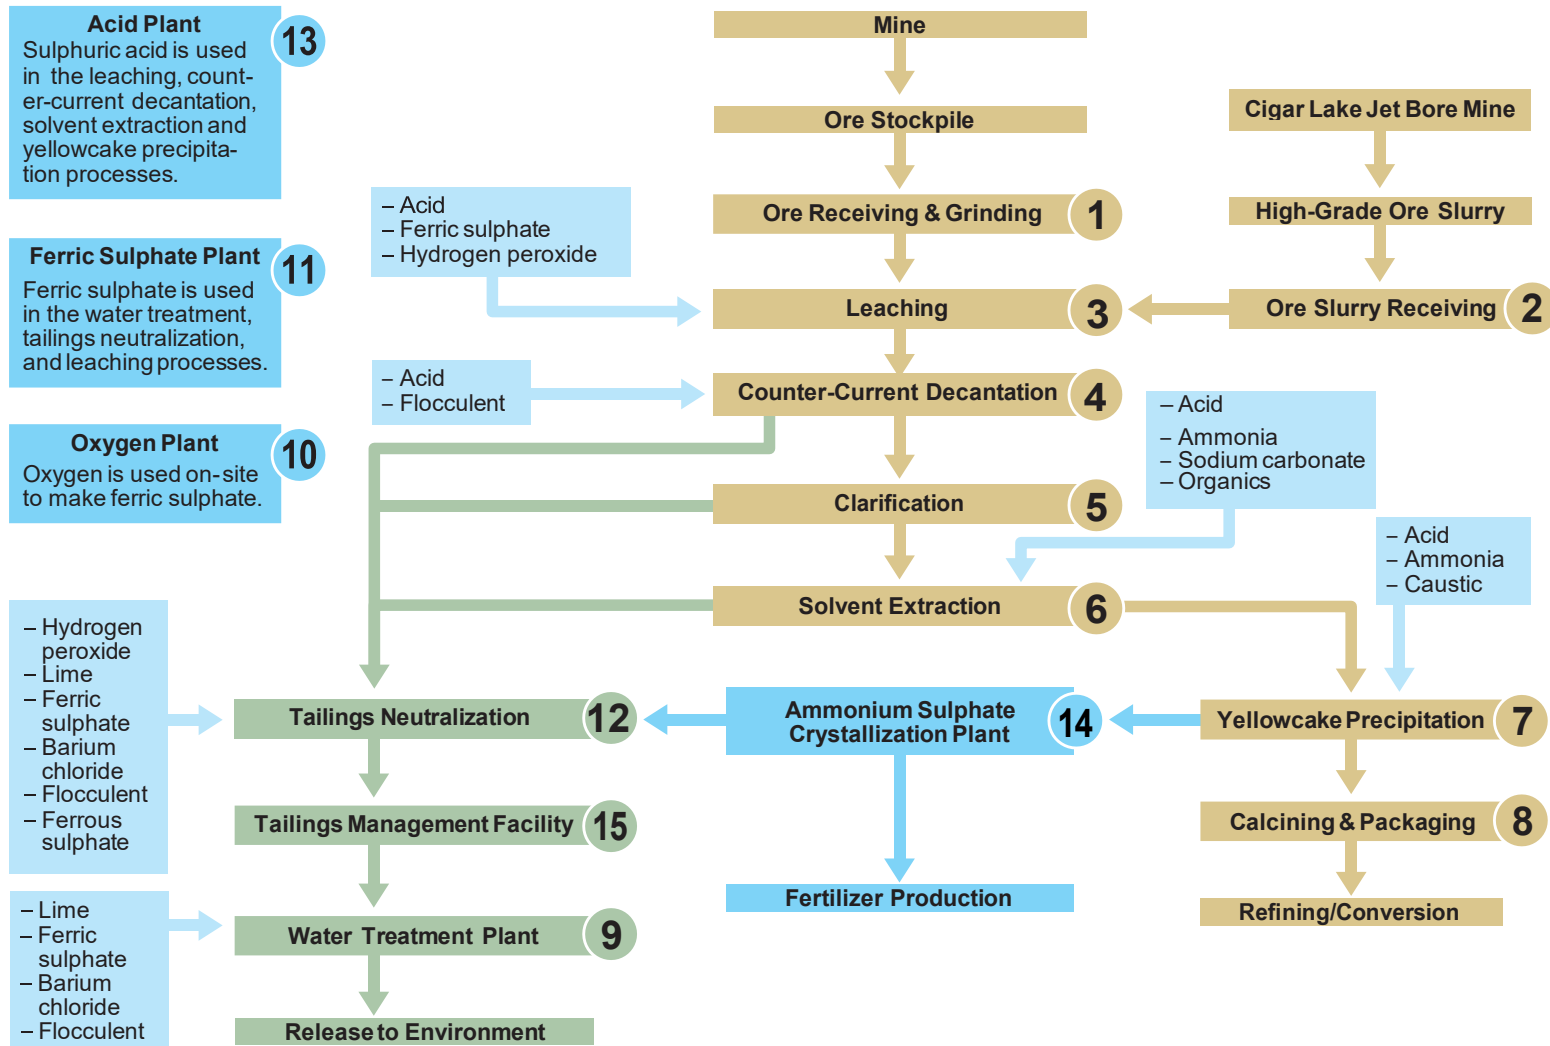 Acid Plant
13
Sulphuric acid is used
in the leaching, count-
er-current decantation,
solvent extraction and
yellowcake precipita-
tion processes.
Ferric Sulphate Plant
11
Ferric sulphate is used
in the water treatment,
tailings neutralization,
and leaching processes.
Oxygen Plant
10
Oxygen is used on-site
to make ferric sulphate.
Mine
Ore Stockpile
Cigar Lake Jet Bore Mine
High-Grade Ore Slurry
Ore Receiving & Grinding 1
– Acid
– Ferric sulphate
– Hydrogen peroxide
Leaching 3
Ore Slurry Receiving 2
– Acid
– Flocculent
Counter-Current Decantation 4
– Acid
– Ammonia
– Sodium carbonate
– Organics
Clarification 5
– Acid
– Ammonia
– Caustic
Solvent Extraction 6
– Hydrogen
peroxide
– Lime
– Ferric
sulphate
– Barium
chloride
– Flocculent
– Ferrous
sulphate
Tailings Neutralization 12
Ammonium Sulphate
Crystallization Plant
14
Yellowcake Precipitation 7
Tailings Management Facility 15
Calcining & Packaging 8
Fertilizer Production
Refining/Conversion
– Lime
– Ferric
sulphate
– Barium
chloride
– Flocculent
Water Treatment Plant 9
Release to Environment